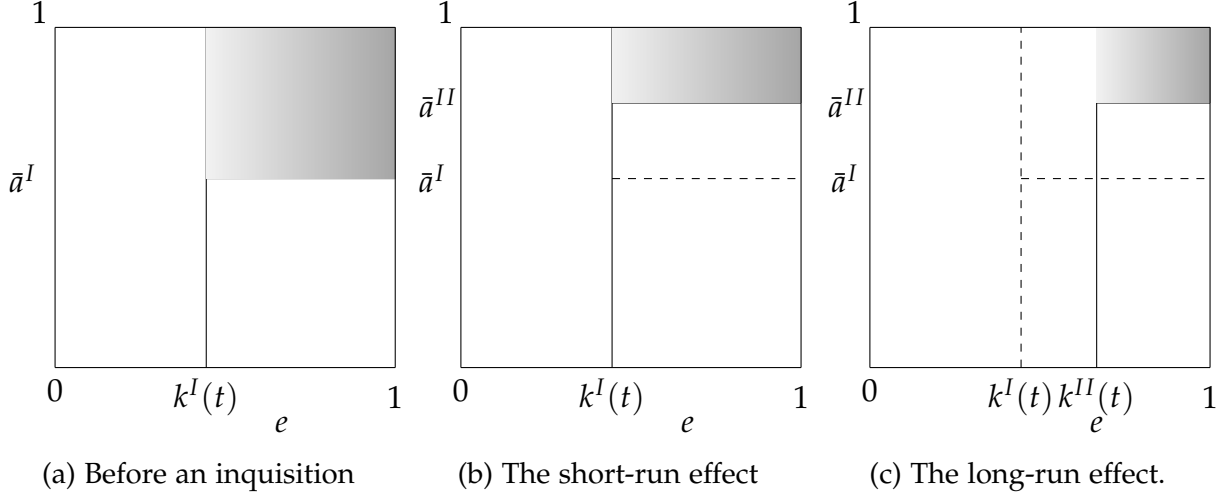 1
ā^I
0
k^I(t)
1
e
(a) Before an inquisition
1
ā^{II}
ā^I
0
k^I(t)
1
e
(b) The short-run effect
1
ā^{II}
ā^I
0
k^I(t) k^{II}(t)
1
e
(c) The long-run effect.